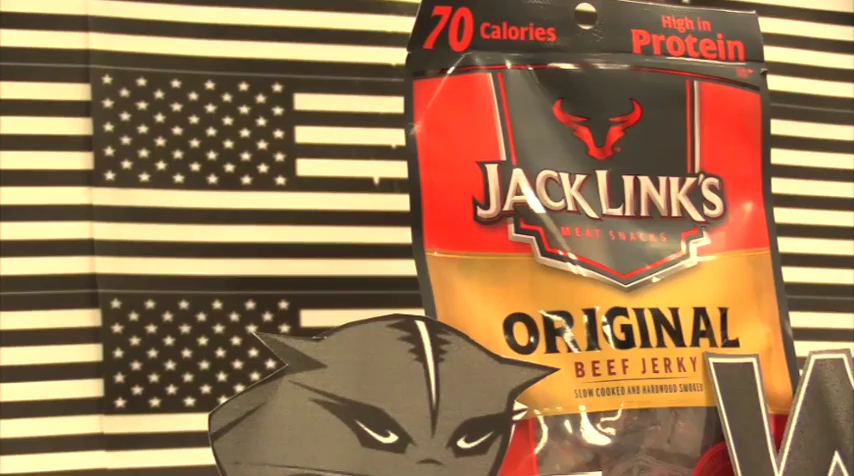 70 Calories
High in
Protein
JACK LINK'S
MEAT SNACKS
ORIGINAL
BEEF JERKY
SLOW COOKED AND HARDWOOD SMOKED
W